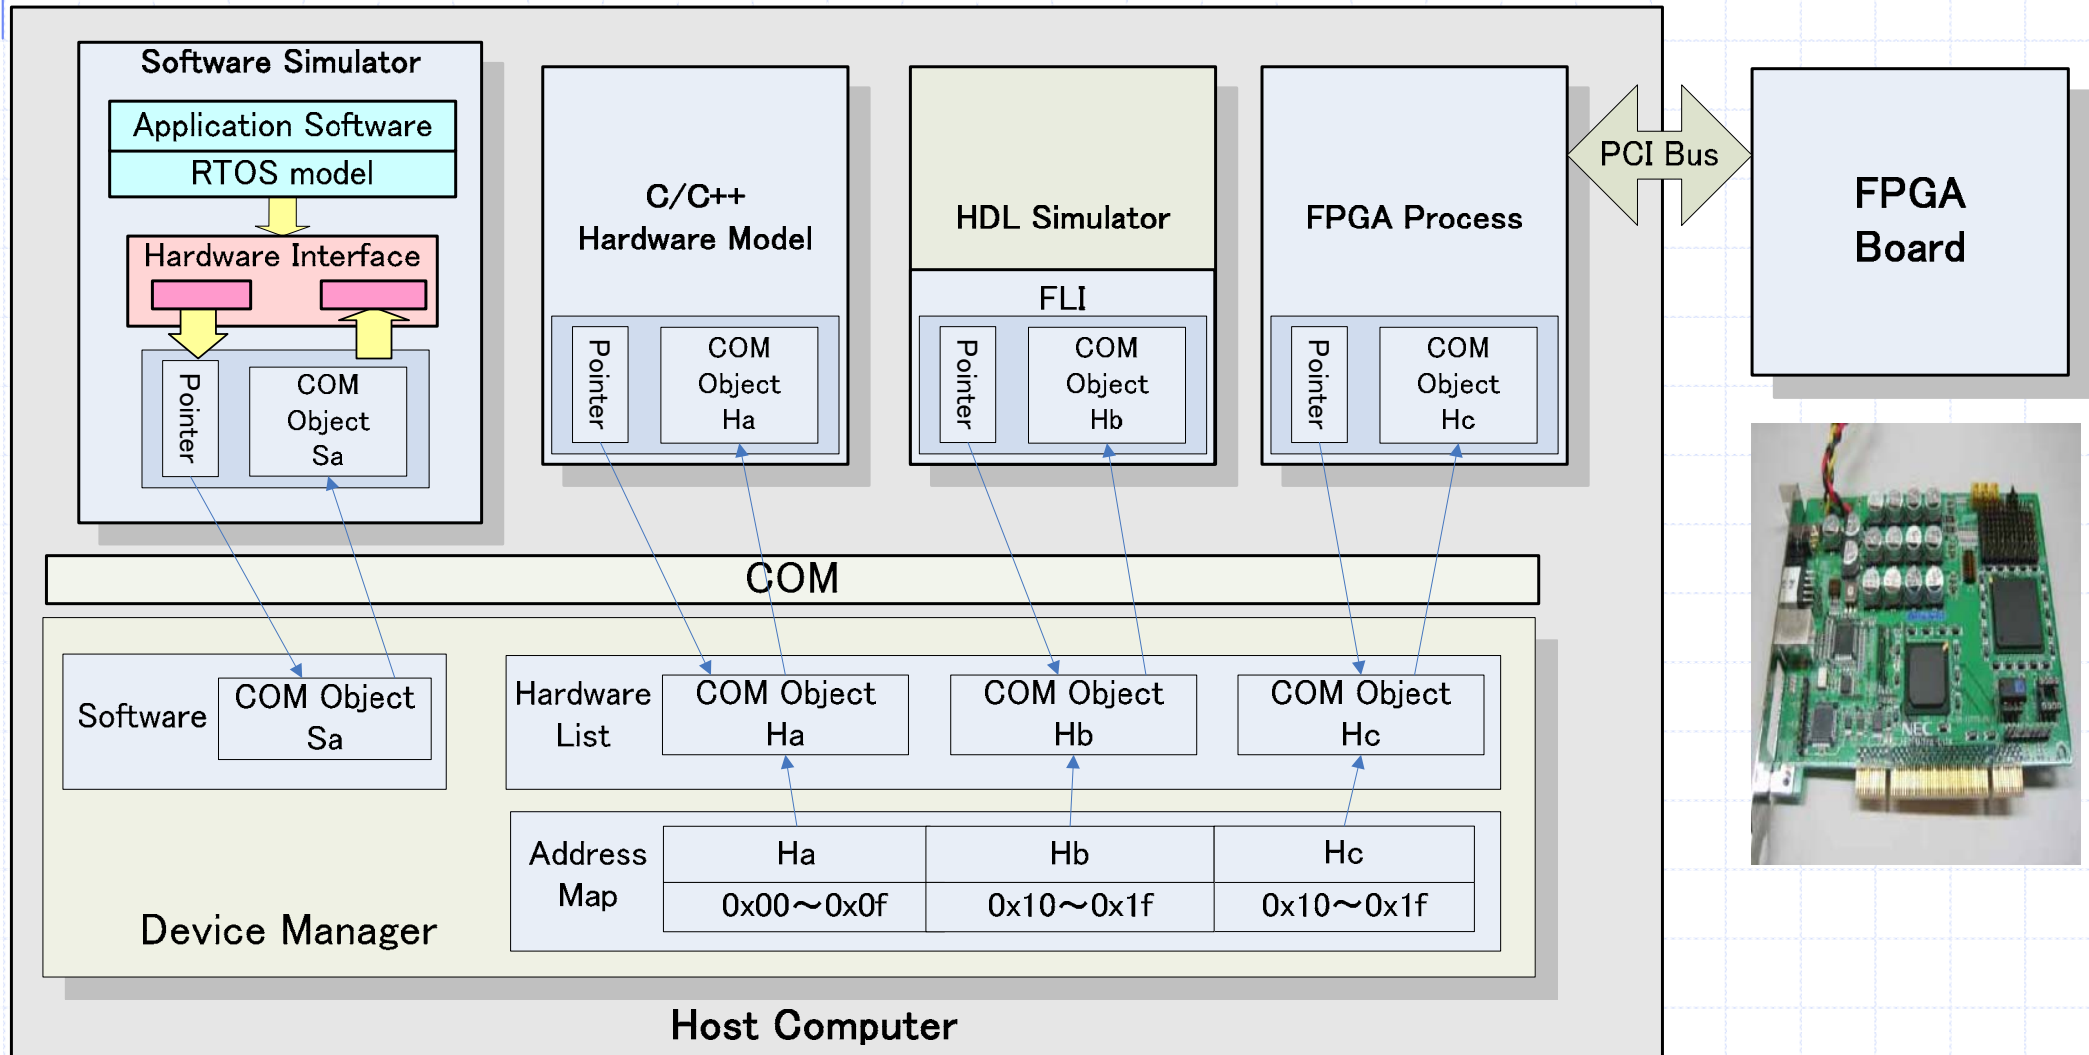 Software Simulator
Application Software
RTOS model
Hardware Interface
Pointer
COM
Object
Sa
C/C++
Hardware Model
Pointer
COM
Object
Ha
HDL Simulator
FLI
Pointer
COM
Object
Hb
FPGA Process
Pointer
COM
Object
Hc
PCI Bus
FPGA
Board
NEC
COM
Software
COM Object
Sa
Hardware
List
COM Object
Ha
COM Object
Hb
COM Object
Hc
Address
Map
Ha
Hb
Hc
0x00～0x0f
0x10～0x1f
0x10～0x1f
Device Manager
Host Computer